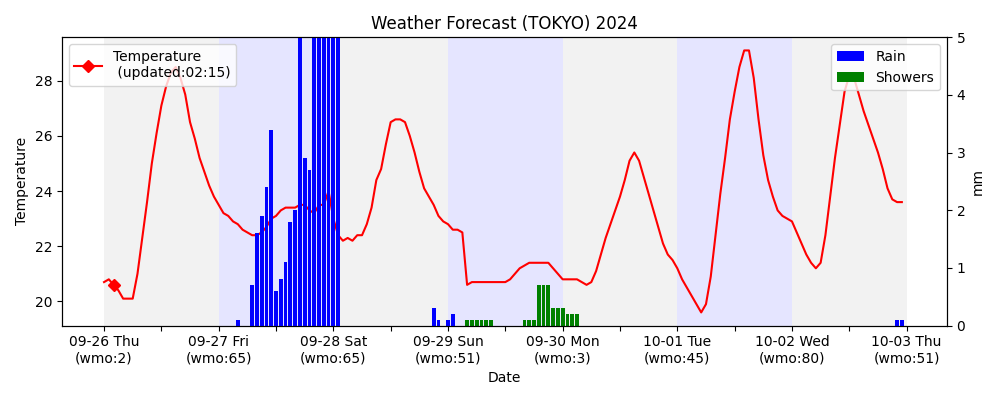 Weather Forecast (TOKYO) 2024
Temperature
(updated:02:15)
Rain
Showers
Temperature
28
26
24
22
20
5
4
3
2
1
0
mm
09-26 Thu
(wmo:2)
09-27 Fri
(wmo:65)
09-28 Sat
(wmo:65)
09-29 Sun
(wmo:51)
09-30 Mon
(wmo:3)
10-01 Tue
(wmo:45)
10-02 Wed
(wmo:80)
10-03 Thu
(wmo:51)
Date